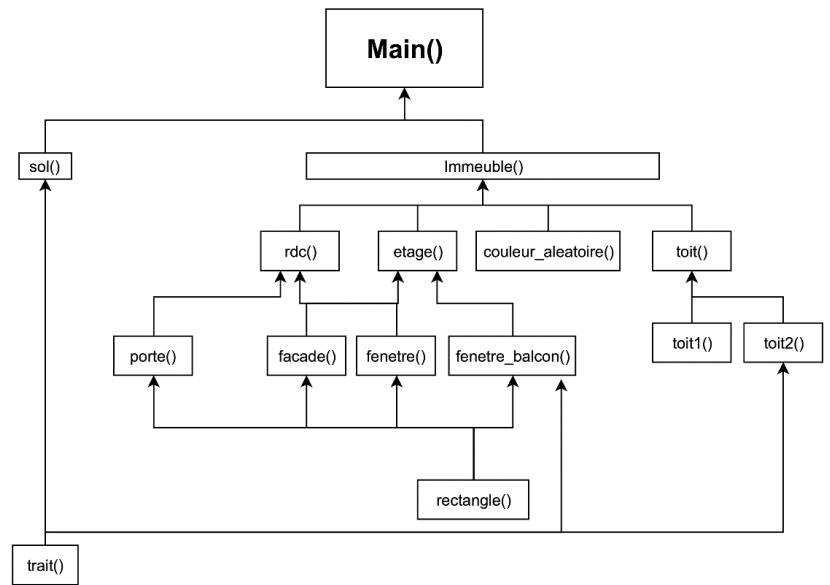 Main()
sol()
Immeuble()
rdc()
etage()
couleur_aleatoire()
toit()
porte()
facade()
fenetre()
fenetre_balcon()
toit1()
toit2()
rectangle()
trait()